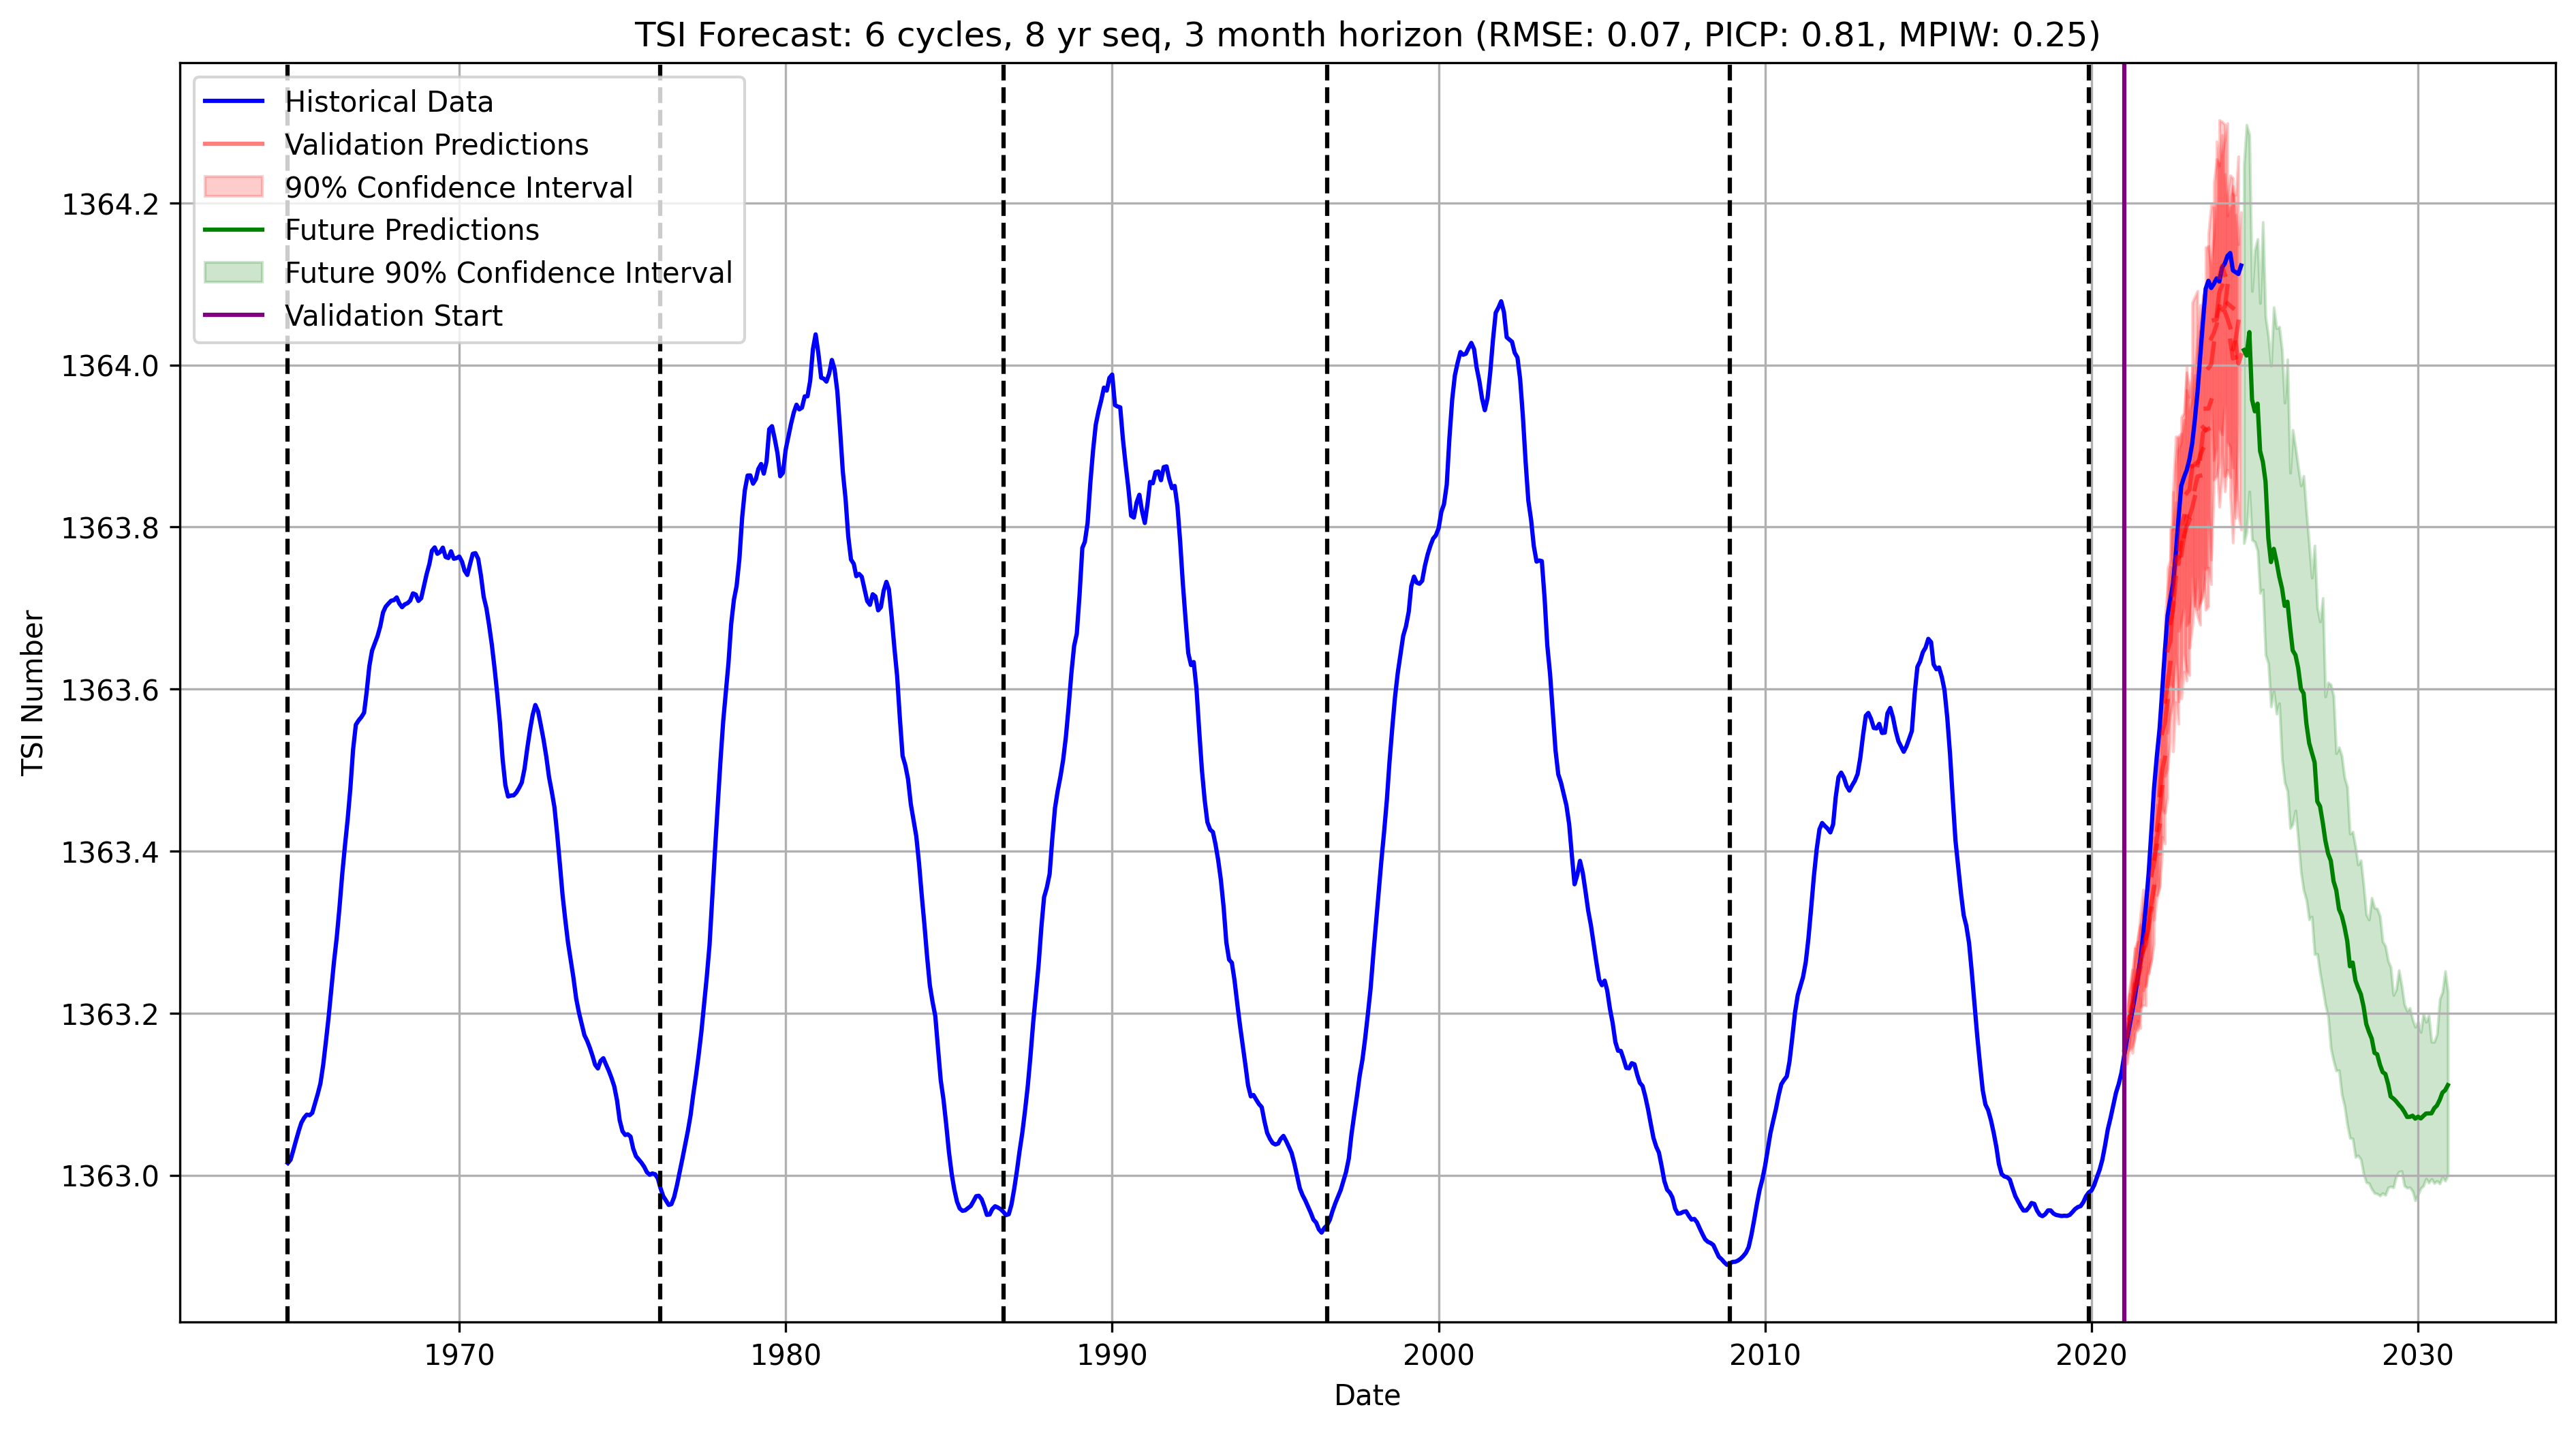 TSI Forecast: 6 cycles, 8 yr seq, 3 month horizon (RMSE: 0.07, PICP: 0.81, MPIW: 0.25)
Historical Data
Validation Predictions
90% Confidence Interval
Future Predictions
Future 90% Confidence Interval
Validation Start
TSI Number
1364.2
1364.0
1363.8
1363.6
1363.4
1363.2
1363.0
1970
1980
1990
2000
2010
2020
2030
Date